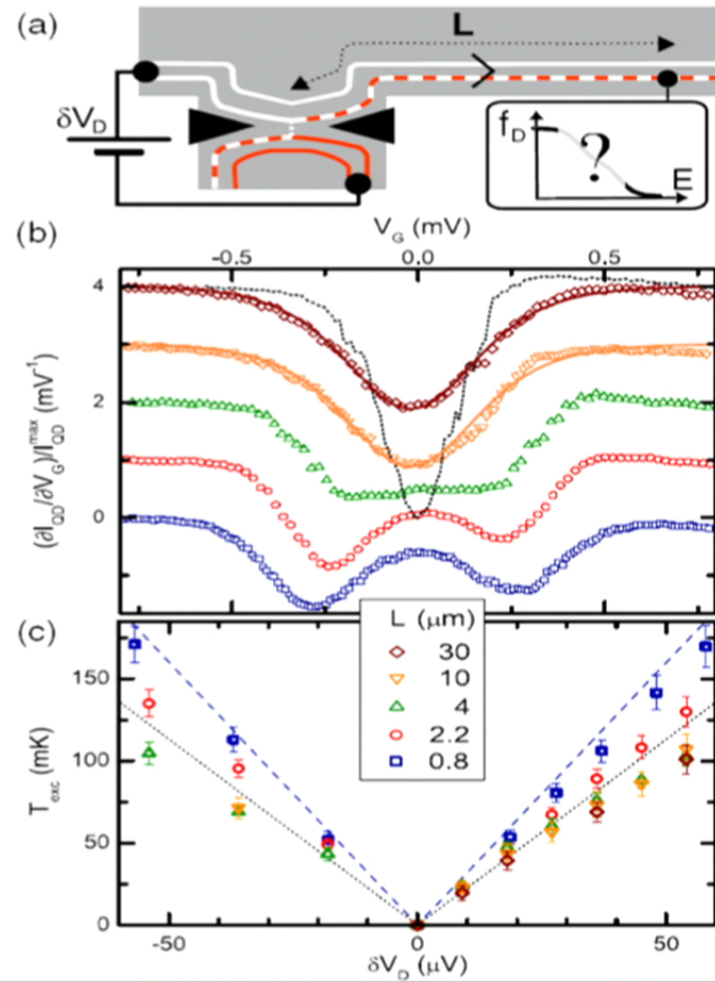 (a)
L
δV_D
f_D
?
E
V_G (mV)
(b)
-0.5 0.0 0.5
4
2
0
(∂I_QD/∂V_G)/I_QD^max (mV⁻¹)
(c)
L (μm)
30
10
4
2.2
0.8
150
100
50
0
T_exc (mK)
-50 0 50
δV_D (μV)